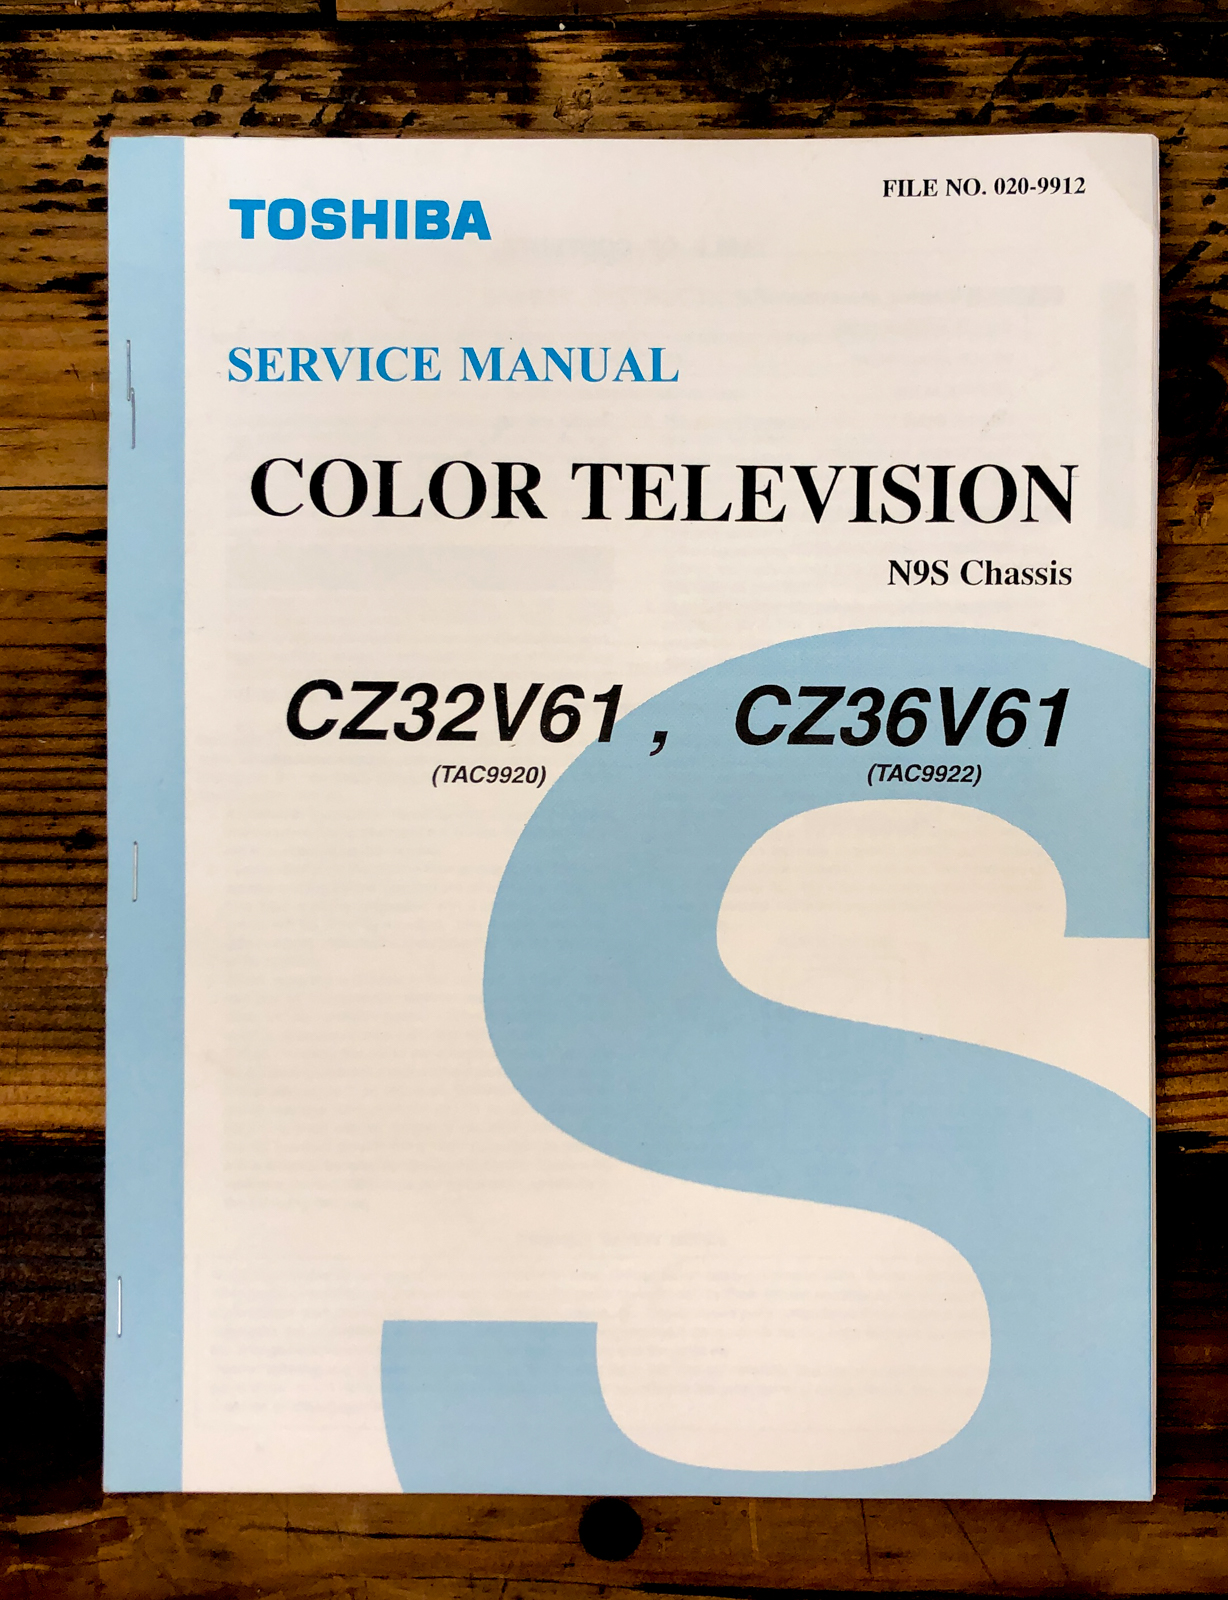 FILE NO. 020-9912
TOSHIBA
SERVICE MANUAL
COLOR TELEVISION
N9S Chassis
CZ32V61 , CZ36V61
(TAC9920) (TAC9922)
S